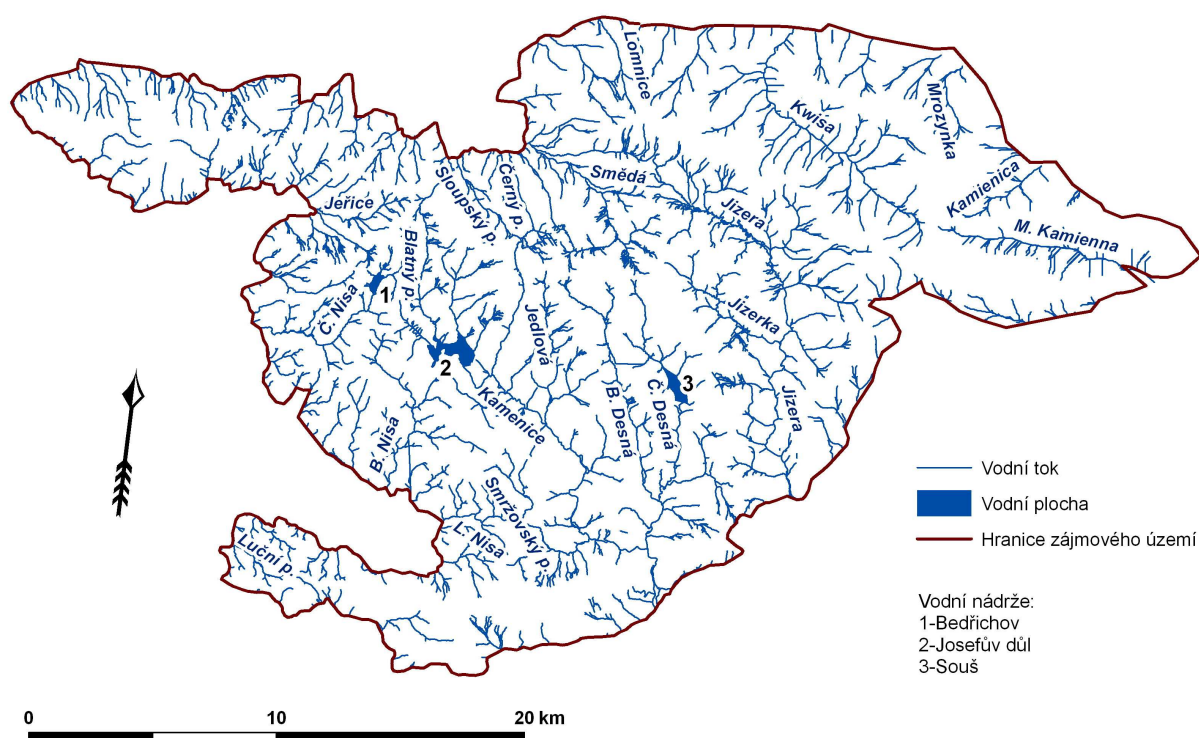 Lomnice
Mrozynka
Kwisa
Kamienica
M. Kamienna
Smědá
Jizera
Černý p.
Sloupský p.
Jeřice
Blatný p.
Č. Nisa
1
2
3
Jedlová
Jizerka
Jizera
B. Desná
Č. Desná
Kamenice
B. Nisa
Smržovský p.
L. Nisa
Luční p.
Vodní tok
Vodní plocha
Hranice zájmového území
Vodní nádrže:
1-Bedřichov
2-Josefův důl
3-Souš
0 10 20 km